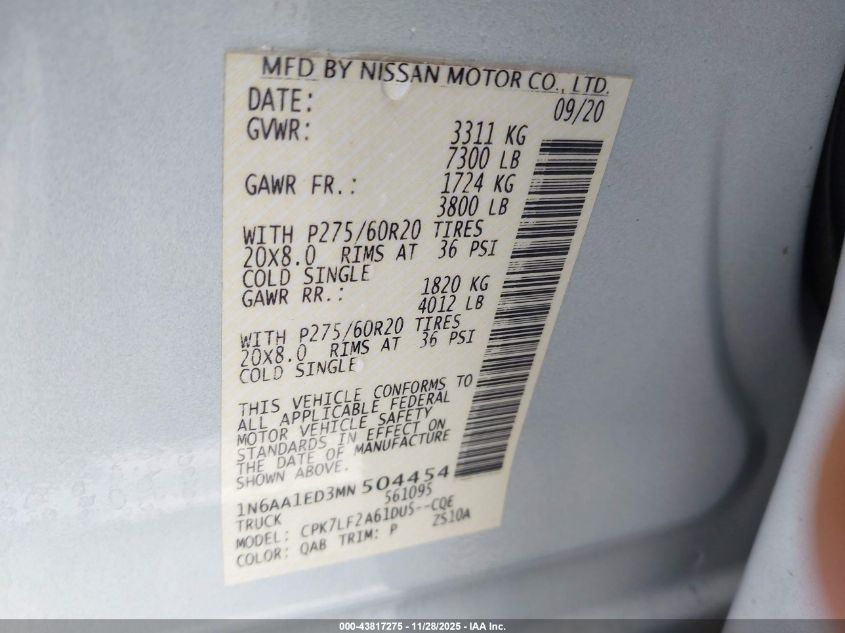 MFD BY NISSAN MOTOR CO., LTD.
DATE: 09/20
GVWR: 3311 KG
7300 LB
GAWR FR.: 1724 KG
3800 LB
WITH P275/60R20 TIRES
20X8.0 RIMS AT 36 PSI
COLD SINGLE
GAWR RR.: 1820 KG
4012 LB
WITH P275/60R20 TIRES
20X8.0 RIMS AT 36 PSI
COLD SINGLE
THIS VEHICLE CONFORMS TO
ALL APPLICABLE FEDERAL
MOTOR VEHICLE SAFETY
STANDARDS IN EFFECT ON
THE DATE OF MANUFACTURE
SHOWN ABOVE.
1N6AA1ED3MN 504454
TRUCK 561095
MODEL: CPK7LF2A61DUS--CQE
COLOR: QAB TRIM: P ZS10A
000-43817275 - 11/28/2025 - IAA Inc.